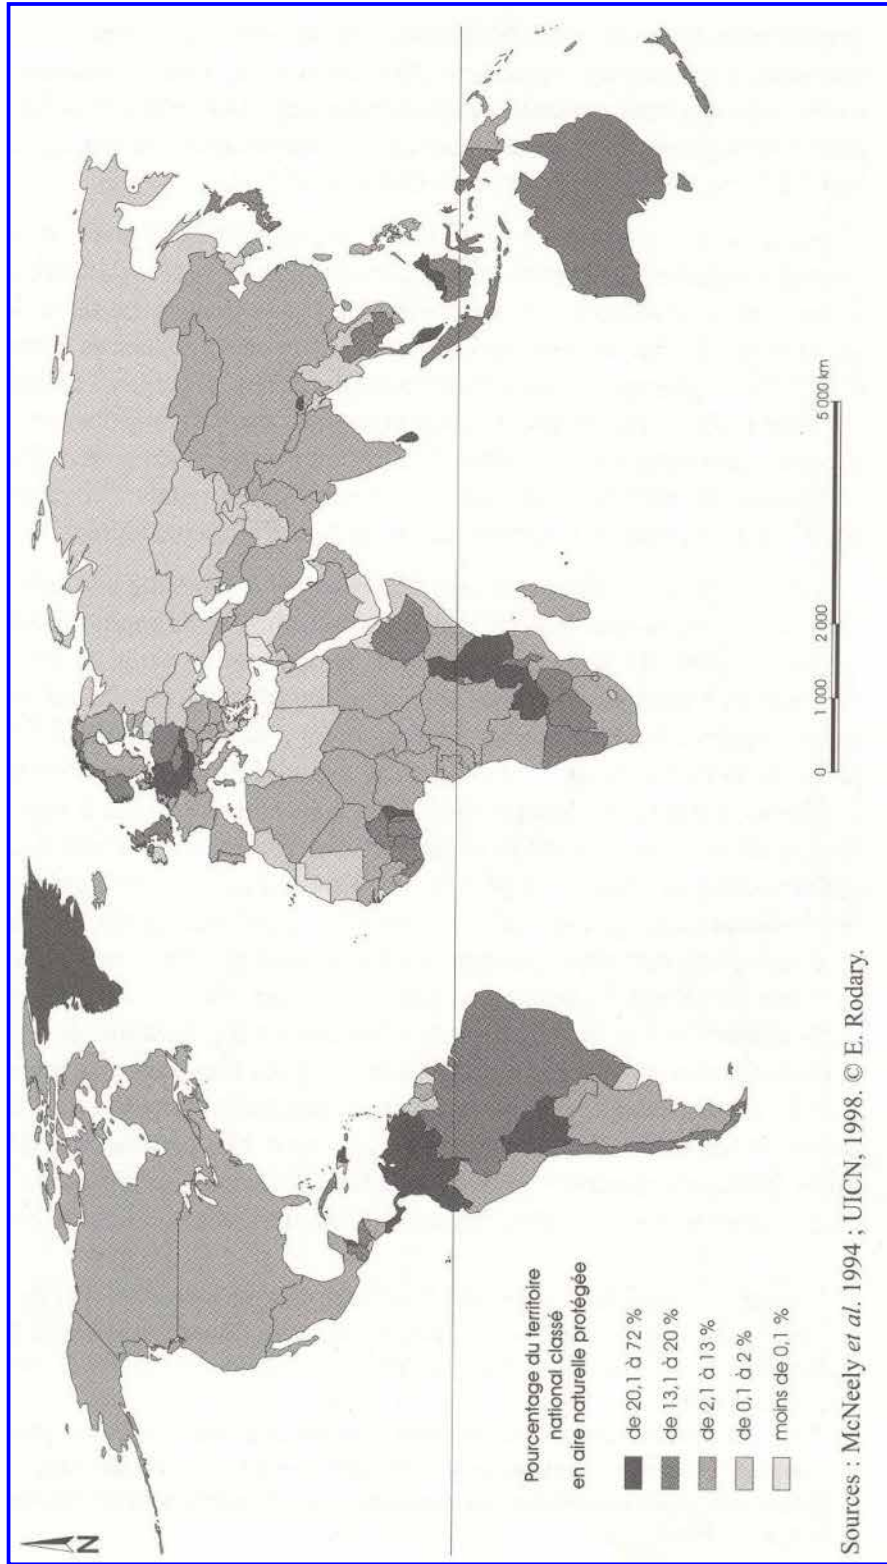 N
Pourcentage du territoire
national classé
en aire naturelle protégée
de 20,1 à 72 %
de 13,1 à 20 %
de 2,1 à 13 %
de 0,1 à 2 %
moins de 0,1 %
0 1 000 2 000 5 000 km
Sources : McNeely et al. 1994 ; UICN, 1998. © E. Rodary.